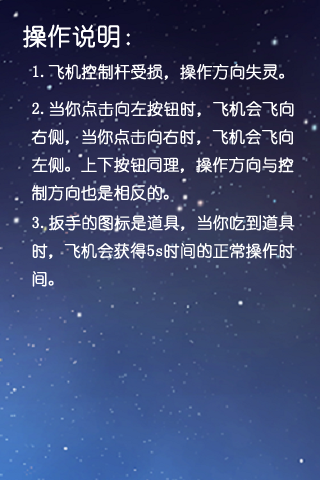 操作说明：
1.飞机控制杆受损，操作方向失灵。
2.当你点击向左按钮时，飞机会飞向
右侧，当你点击向右时，飞机会飞向
左侧。上下按钮同理，操作方向与控
制方向也是相反的。
3.扳手的图标是道具，当你吃到道具
时，飞机会获得5s时间的正常操作时
间。